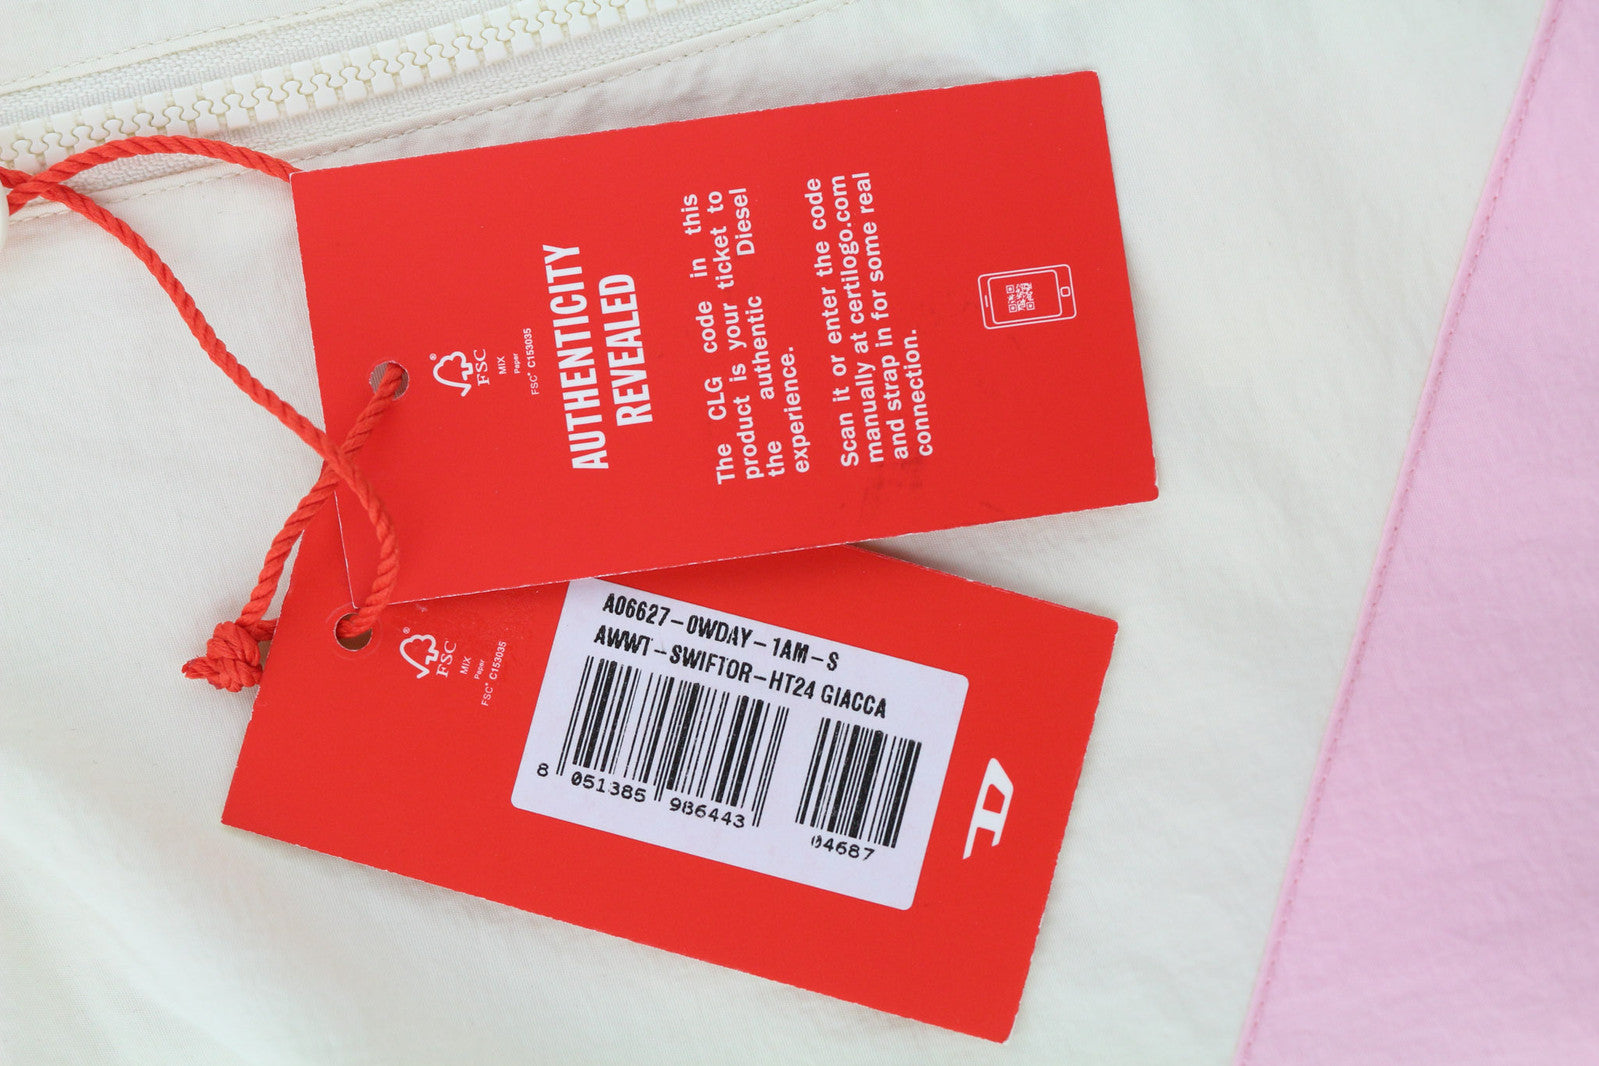 FSC®
MIX
Paper
FSC® C153035
AUTHENTICITY
REVEALED
The CLG code in this
product is your ticket to
the authentic Diesel
experience.
Scan it or enter the code
manually at certilogo.com
and strap in for some real
connection.
FSC®
MIX
Paper
FSC® C153035
A06627-0WDAY-1AM-S
AWWT-SWIFTOR-HT24 GIACCA
8 051385 986443
04687
D